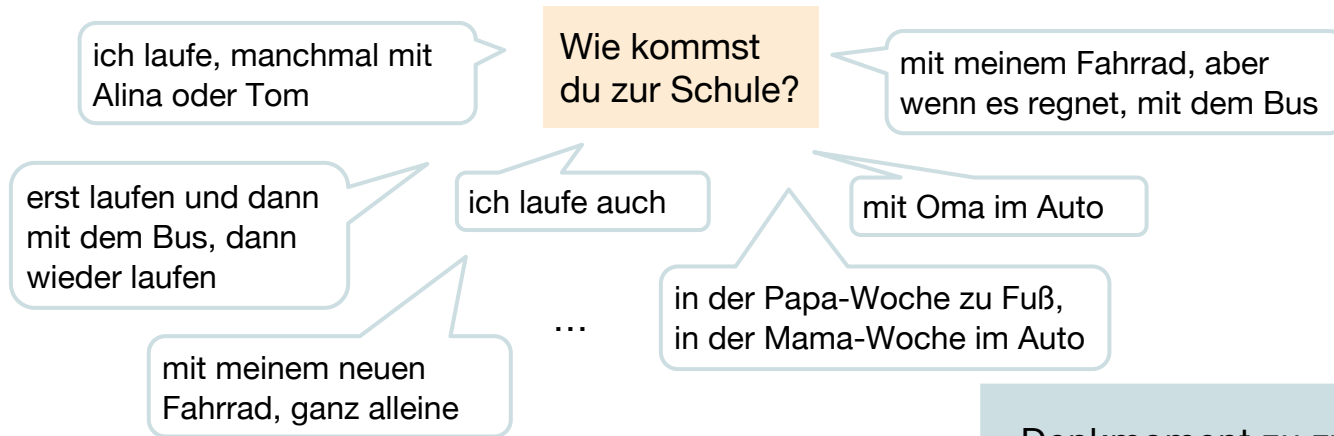 Wie kommst
du zur Schule?
ich laufe, manchmal mit
Alina oder Tom
mit meinem Fahrrad, aber
wenn es regnet, mit dem Bus
erst laufen und dann
mit dem Bus, dann
wieder laufen
ich laufe auch
mit Oma im Auto
in der Papa-Woche zu Fuß,
in der Mama-Woche im Auto
...
mit meinem neuen
Fahrrad, ganz alleine